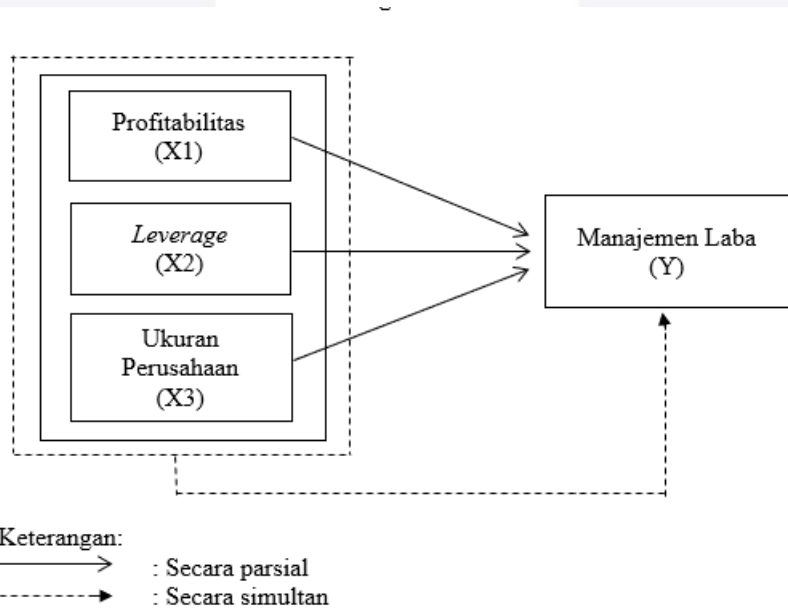 Profitabilitas
(X1)
Leverage
(X2)
Ukuran
Perusahaan
(X3)
Manajemen Laba
(Y)
Keterangan:
: Secara parsial
: Secara simultan